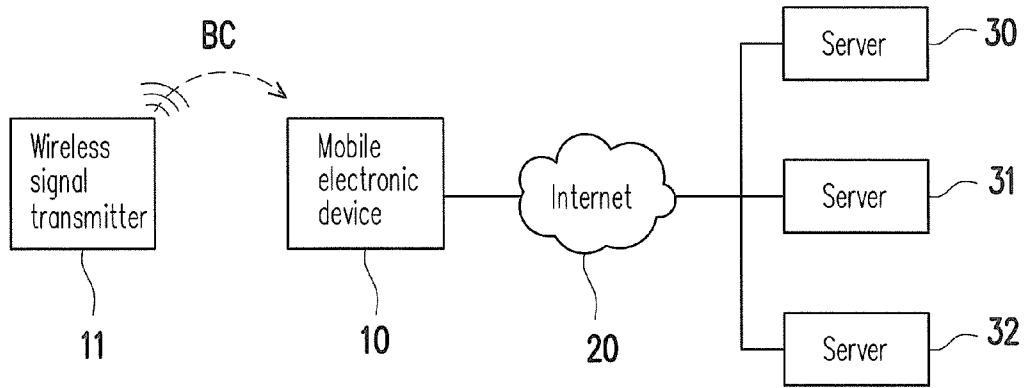 BC
Wireless
signal
transmitter
11
Mobile
electronic
device
10
Internet
20
Server
30
Server
31
Server
32